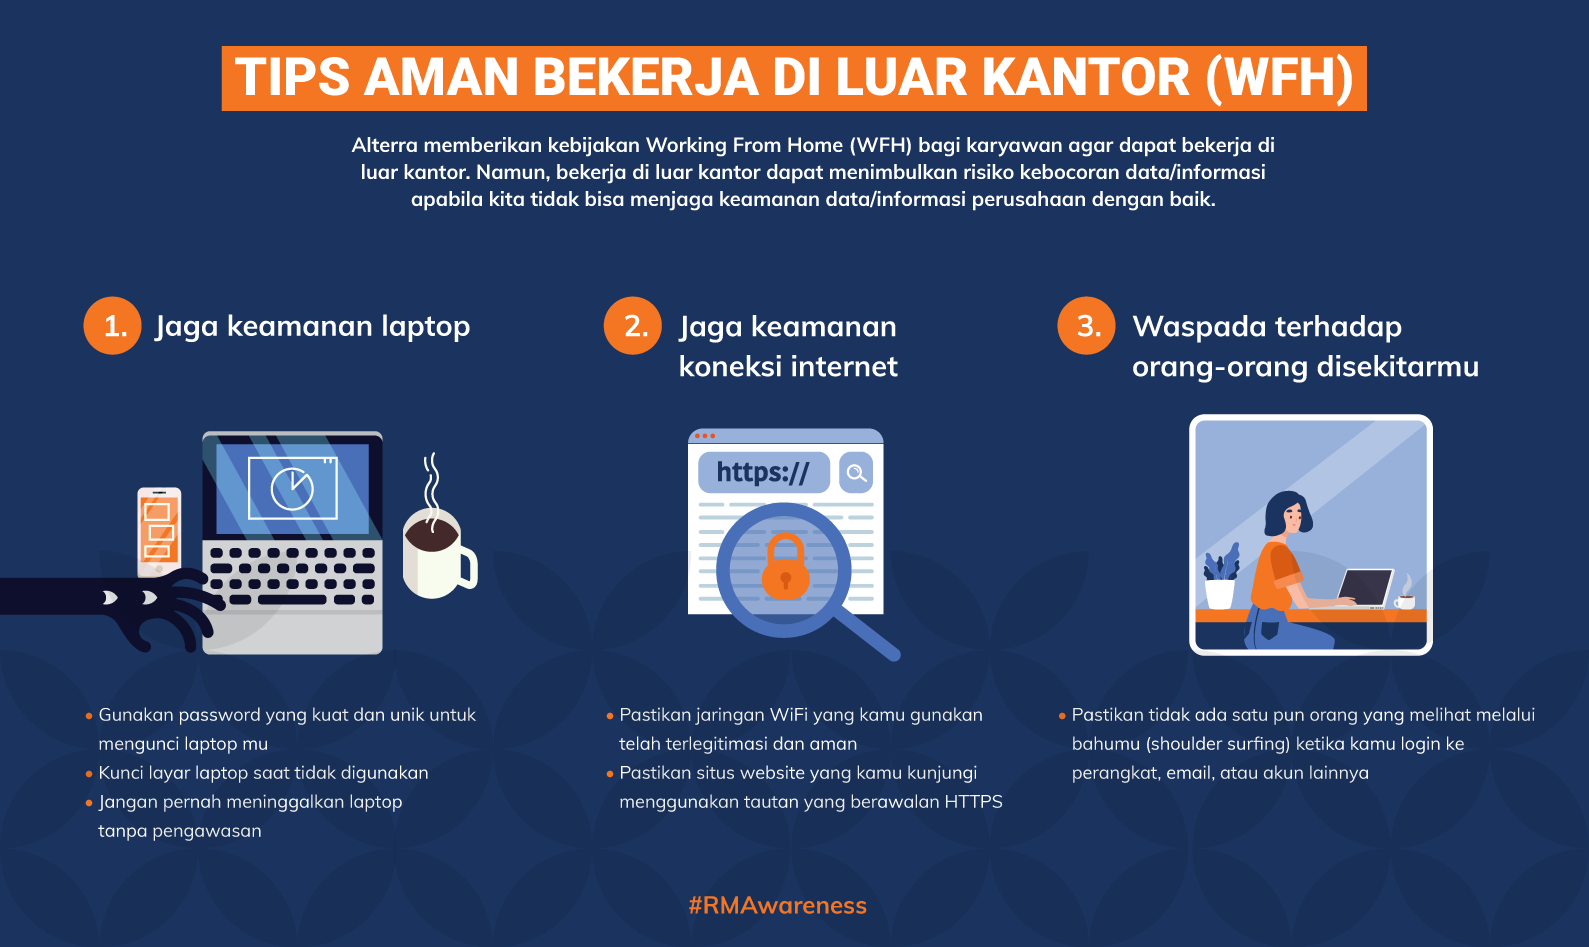 TIPS AMAN BEKERJA DI LUAR KANTOR (WFH)
Alterra memberikan kebijakan Working From Home (WFH) bagi karyawan agar dapat bekerja di
luar kantor. Namun, bekerja di luar kantor dapat menimbulkan risiko kebocoran data/informasi
apabila kita tidak bisa menjaga keamanan data/informasi perusahaan dengan baik.
1. Jaga keamanan laptop
• Gunakan password yang kuat dan unik untuk
mengunci laptop mu
• Kunci layar laptop saat tidak digunakan
• Jangan pernah meninggalkan laptop
tanpa pengawasan
2. Jaga keamanan
koneksi internet
https://
• Pastikan jaringan WiFi yang kamu gunakan
telah terlegitimasi dan aman
• Pastikan situs website yang kamu kunjungi
menggunakan tautan yang berawalan HTTPS
3. Waspada terhadap
orang-orang disekitarmu
• Pastikan tidak ada satu pun orang yang melihat melalui
bahumu (shoulder surfing) ketika kamu login ke
perangkat, email, atau akun lainnya
#RMAwareness